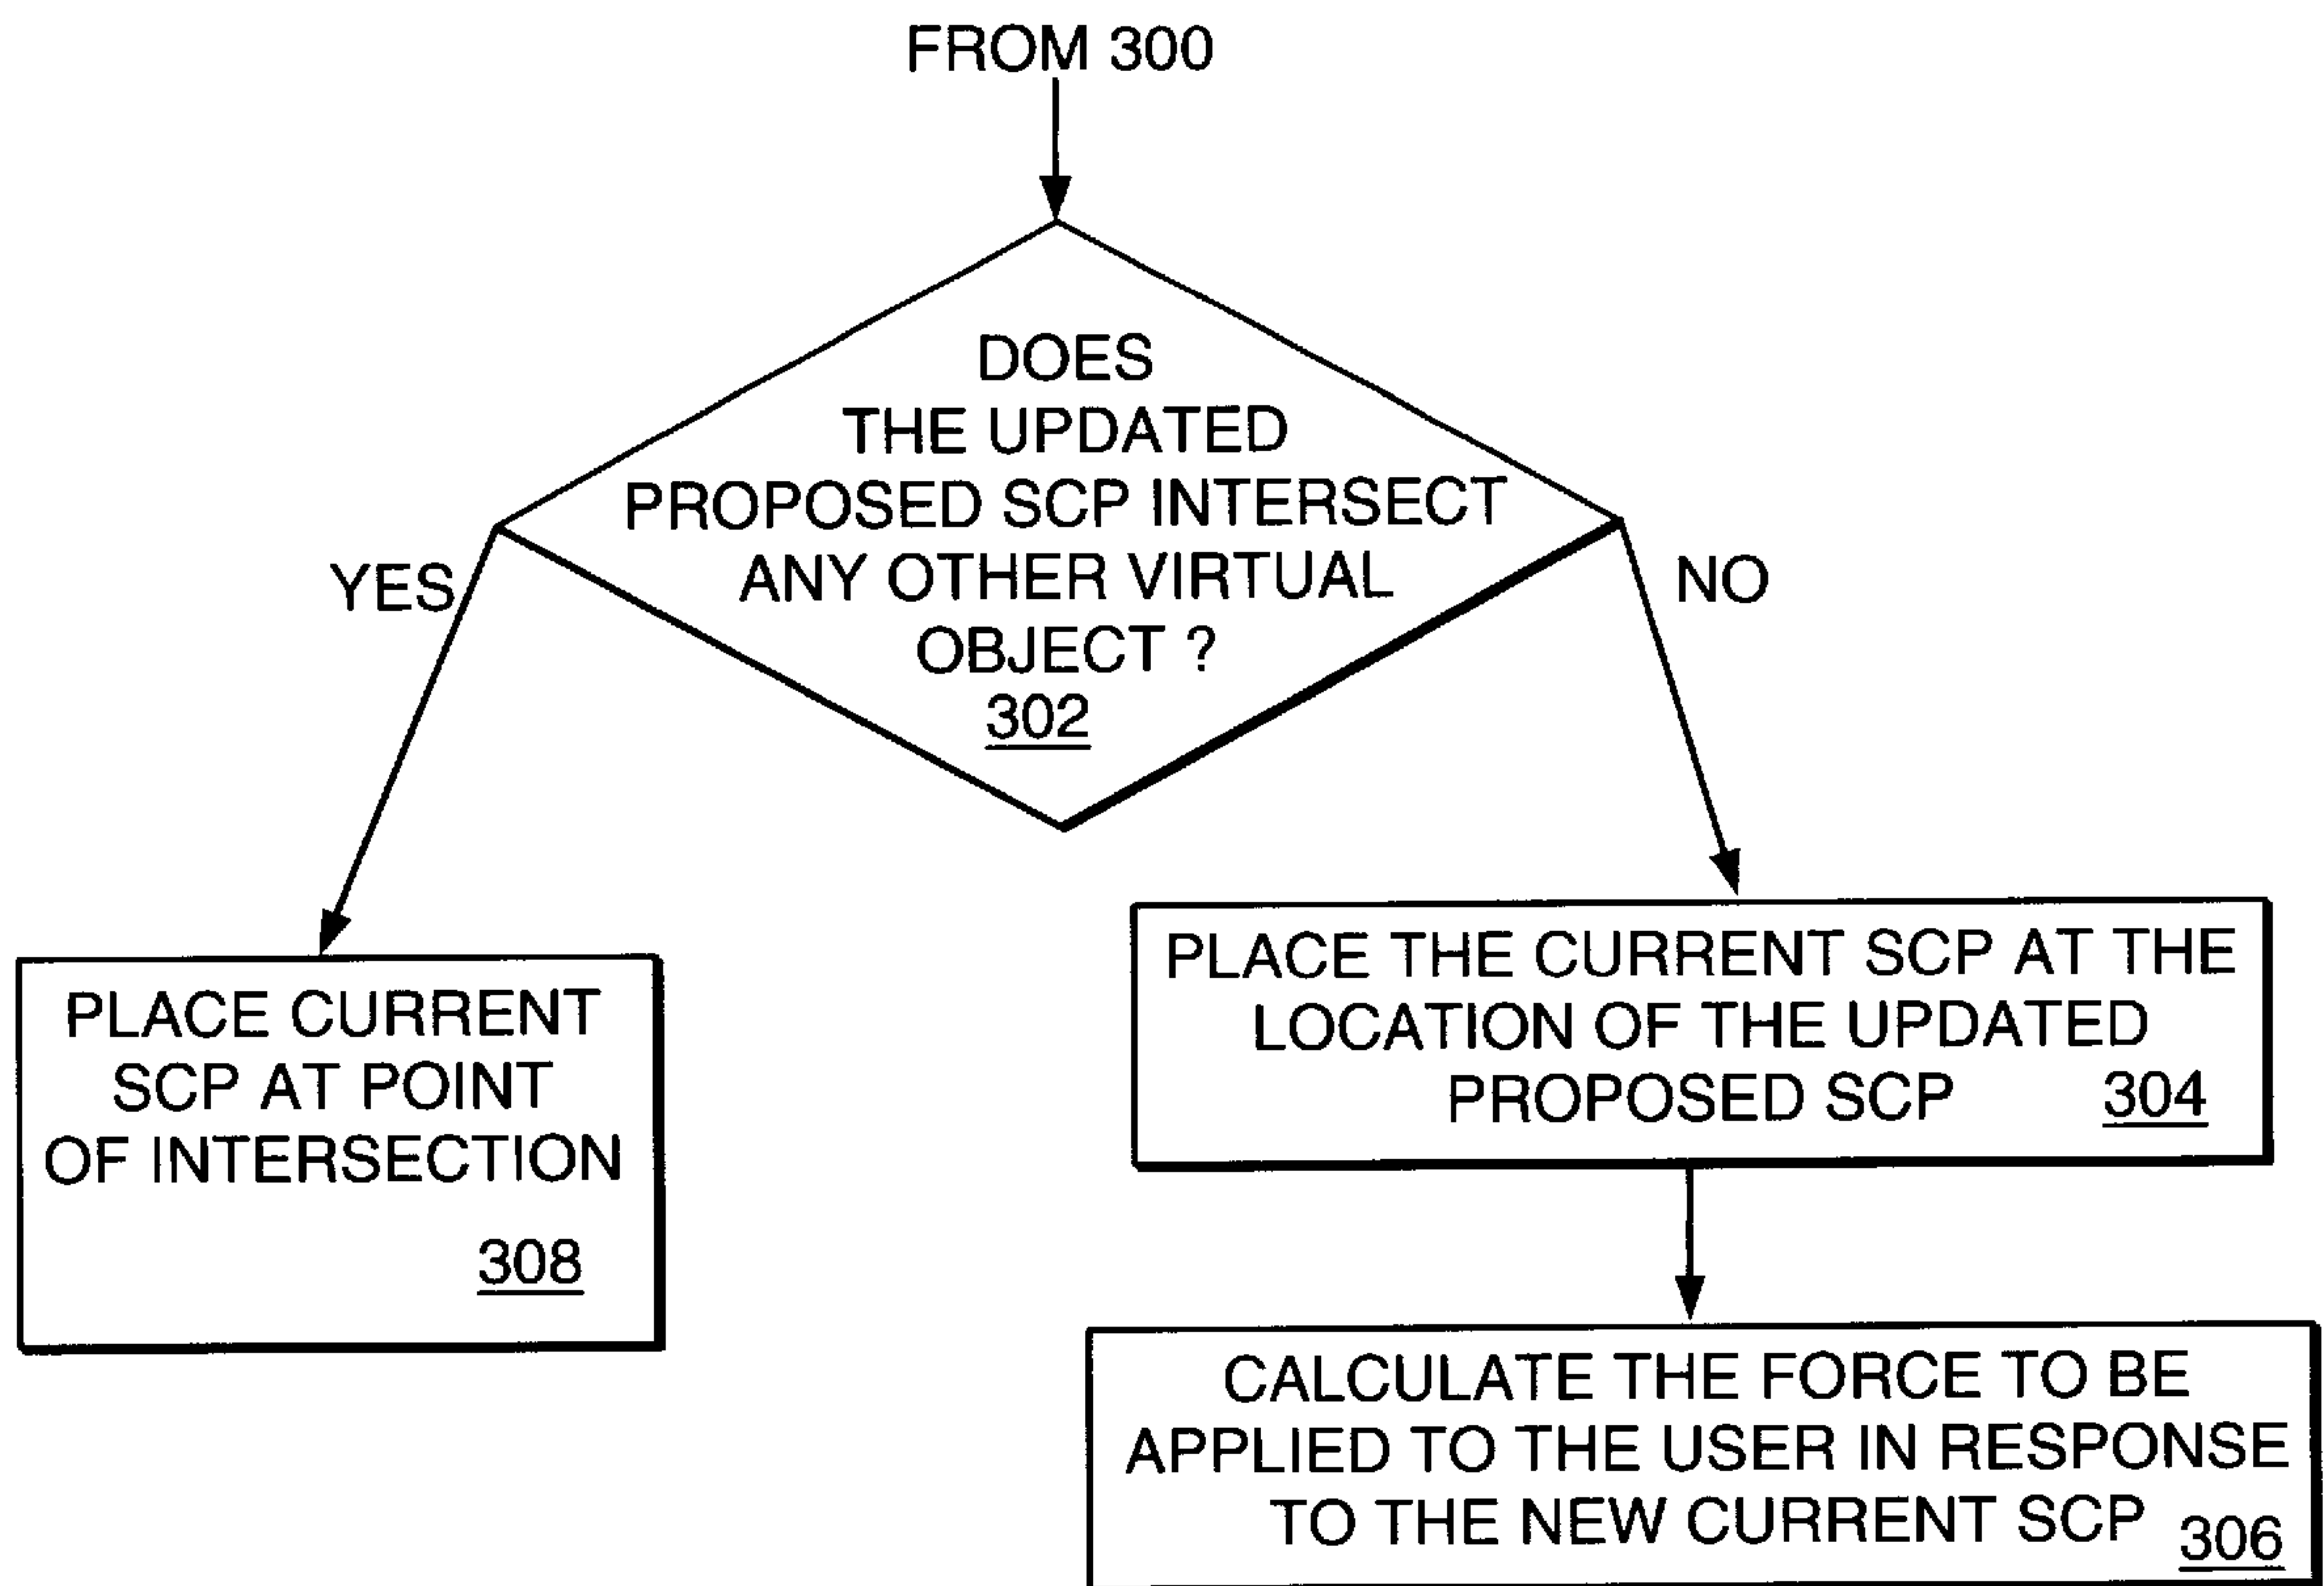 FROM 300
DOES
THE UPDATED
PROPOSED SCP INTERSECT
ANY OTHER VIRTUAL
OBJECT ?
302
YES
NO
PLACE CURRENT
SCP AT POINT
OF INTERSECTION
308
PLACE THE CURRENT SCP AT THE
LOCATION OF THE UPDATED
PROPOSED SCP 304
CALCULATE THE FORCE TO BE
APPLIED TO THE USER IN RESPONSE
TO THE NEW CURRENT SCP 306